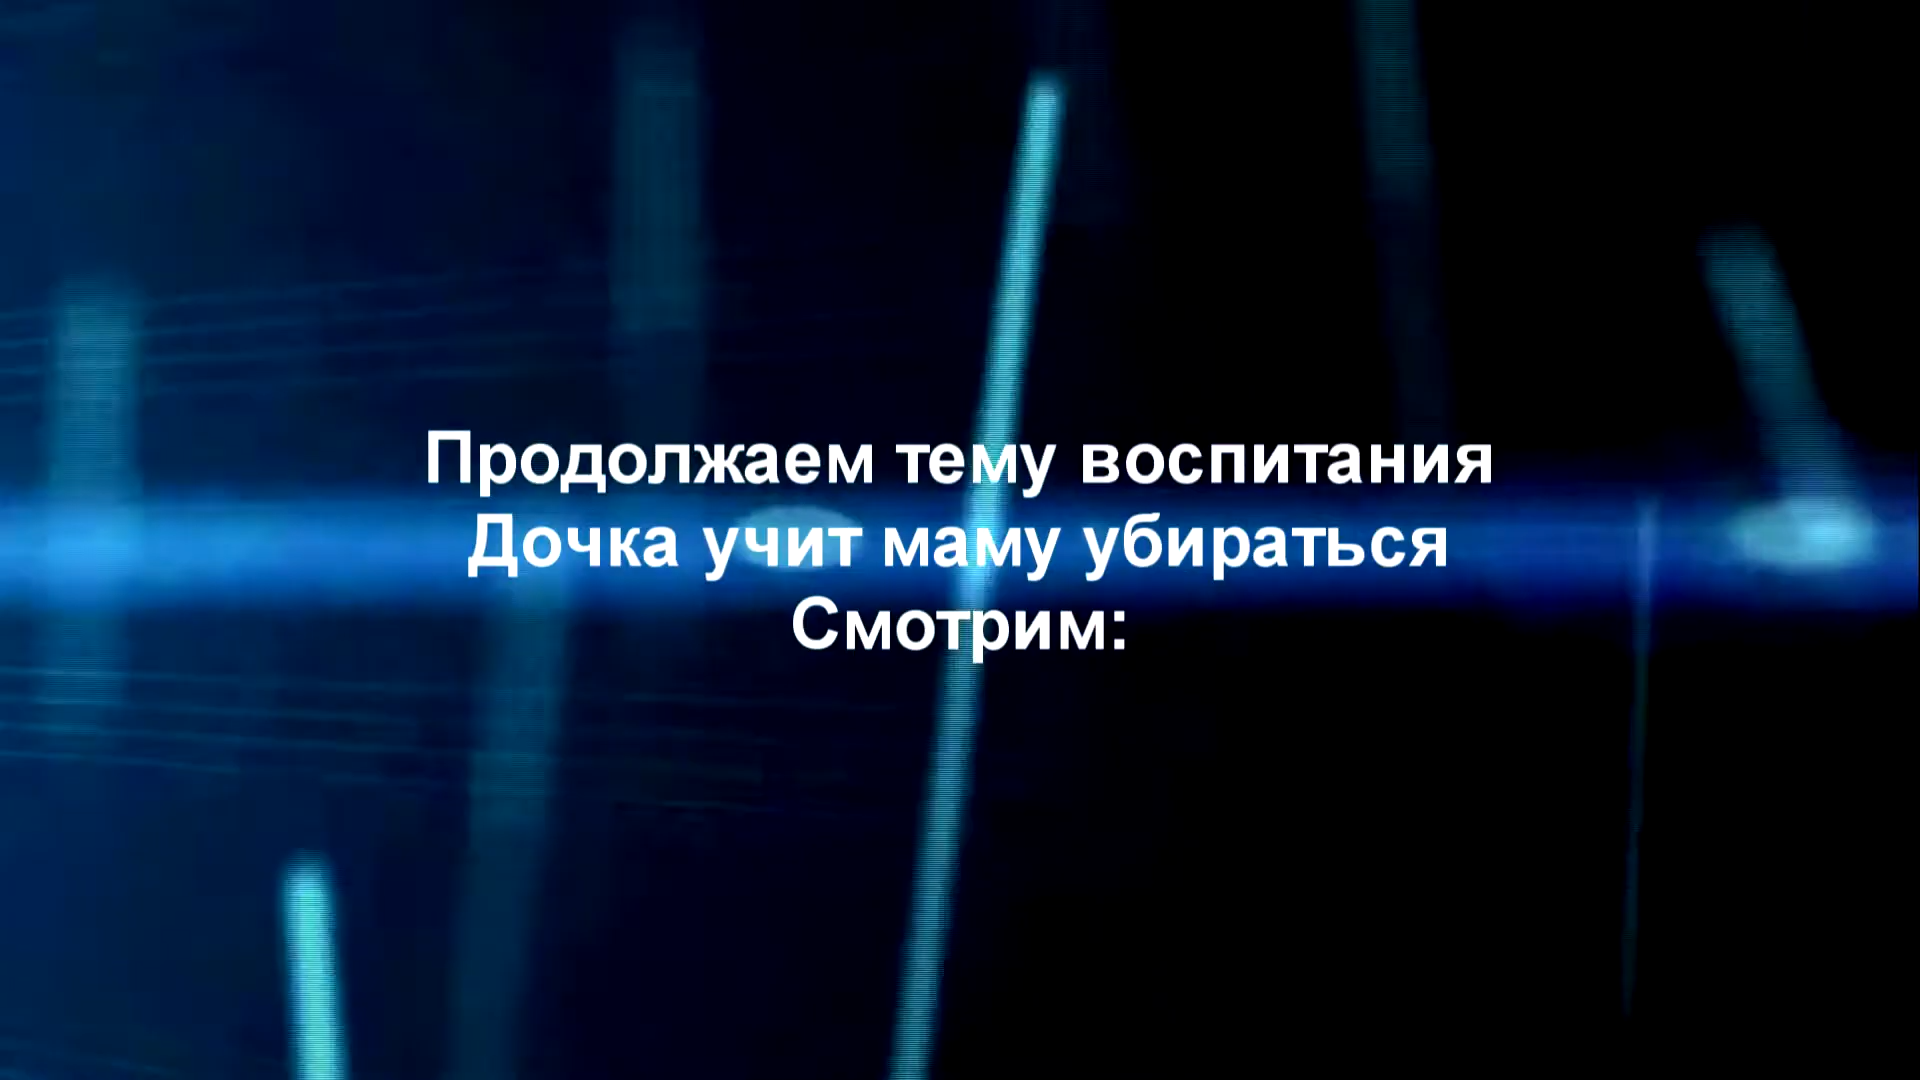 Продолжаем тему воспитания
Дочка учит маму убираться
Смотрим: